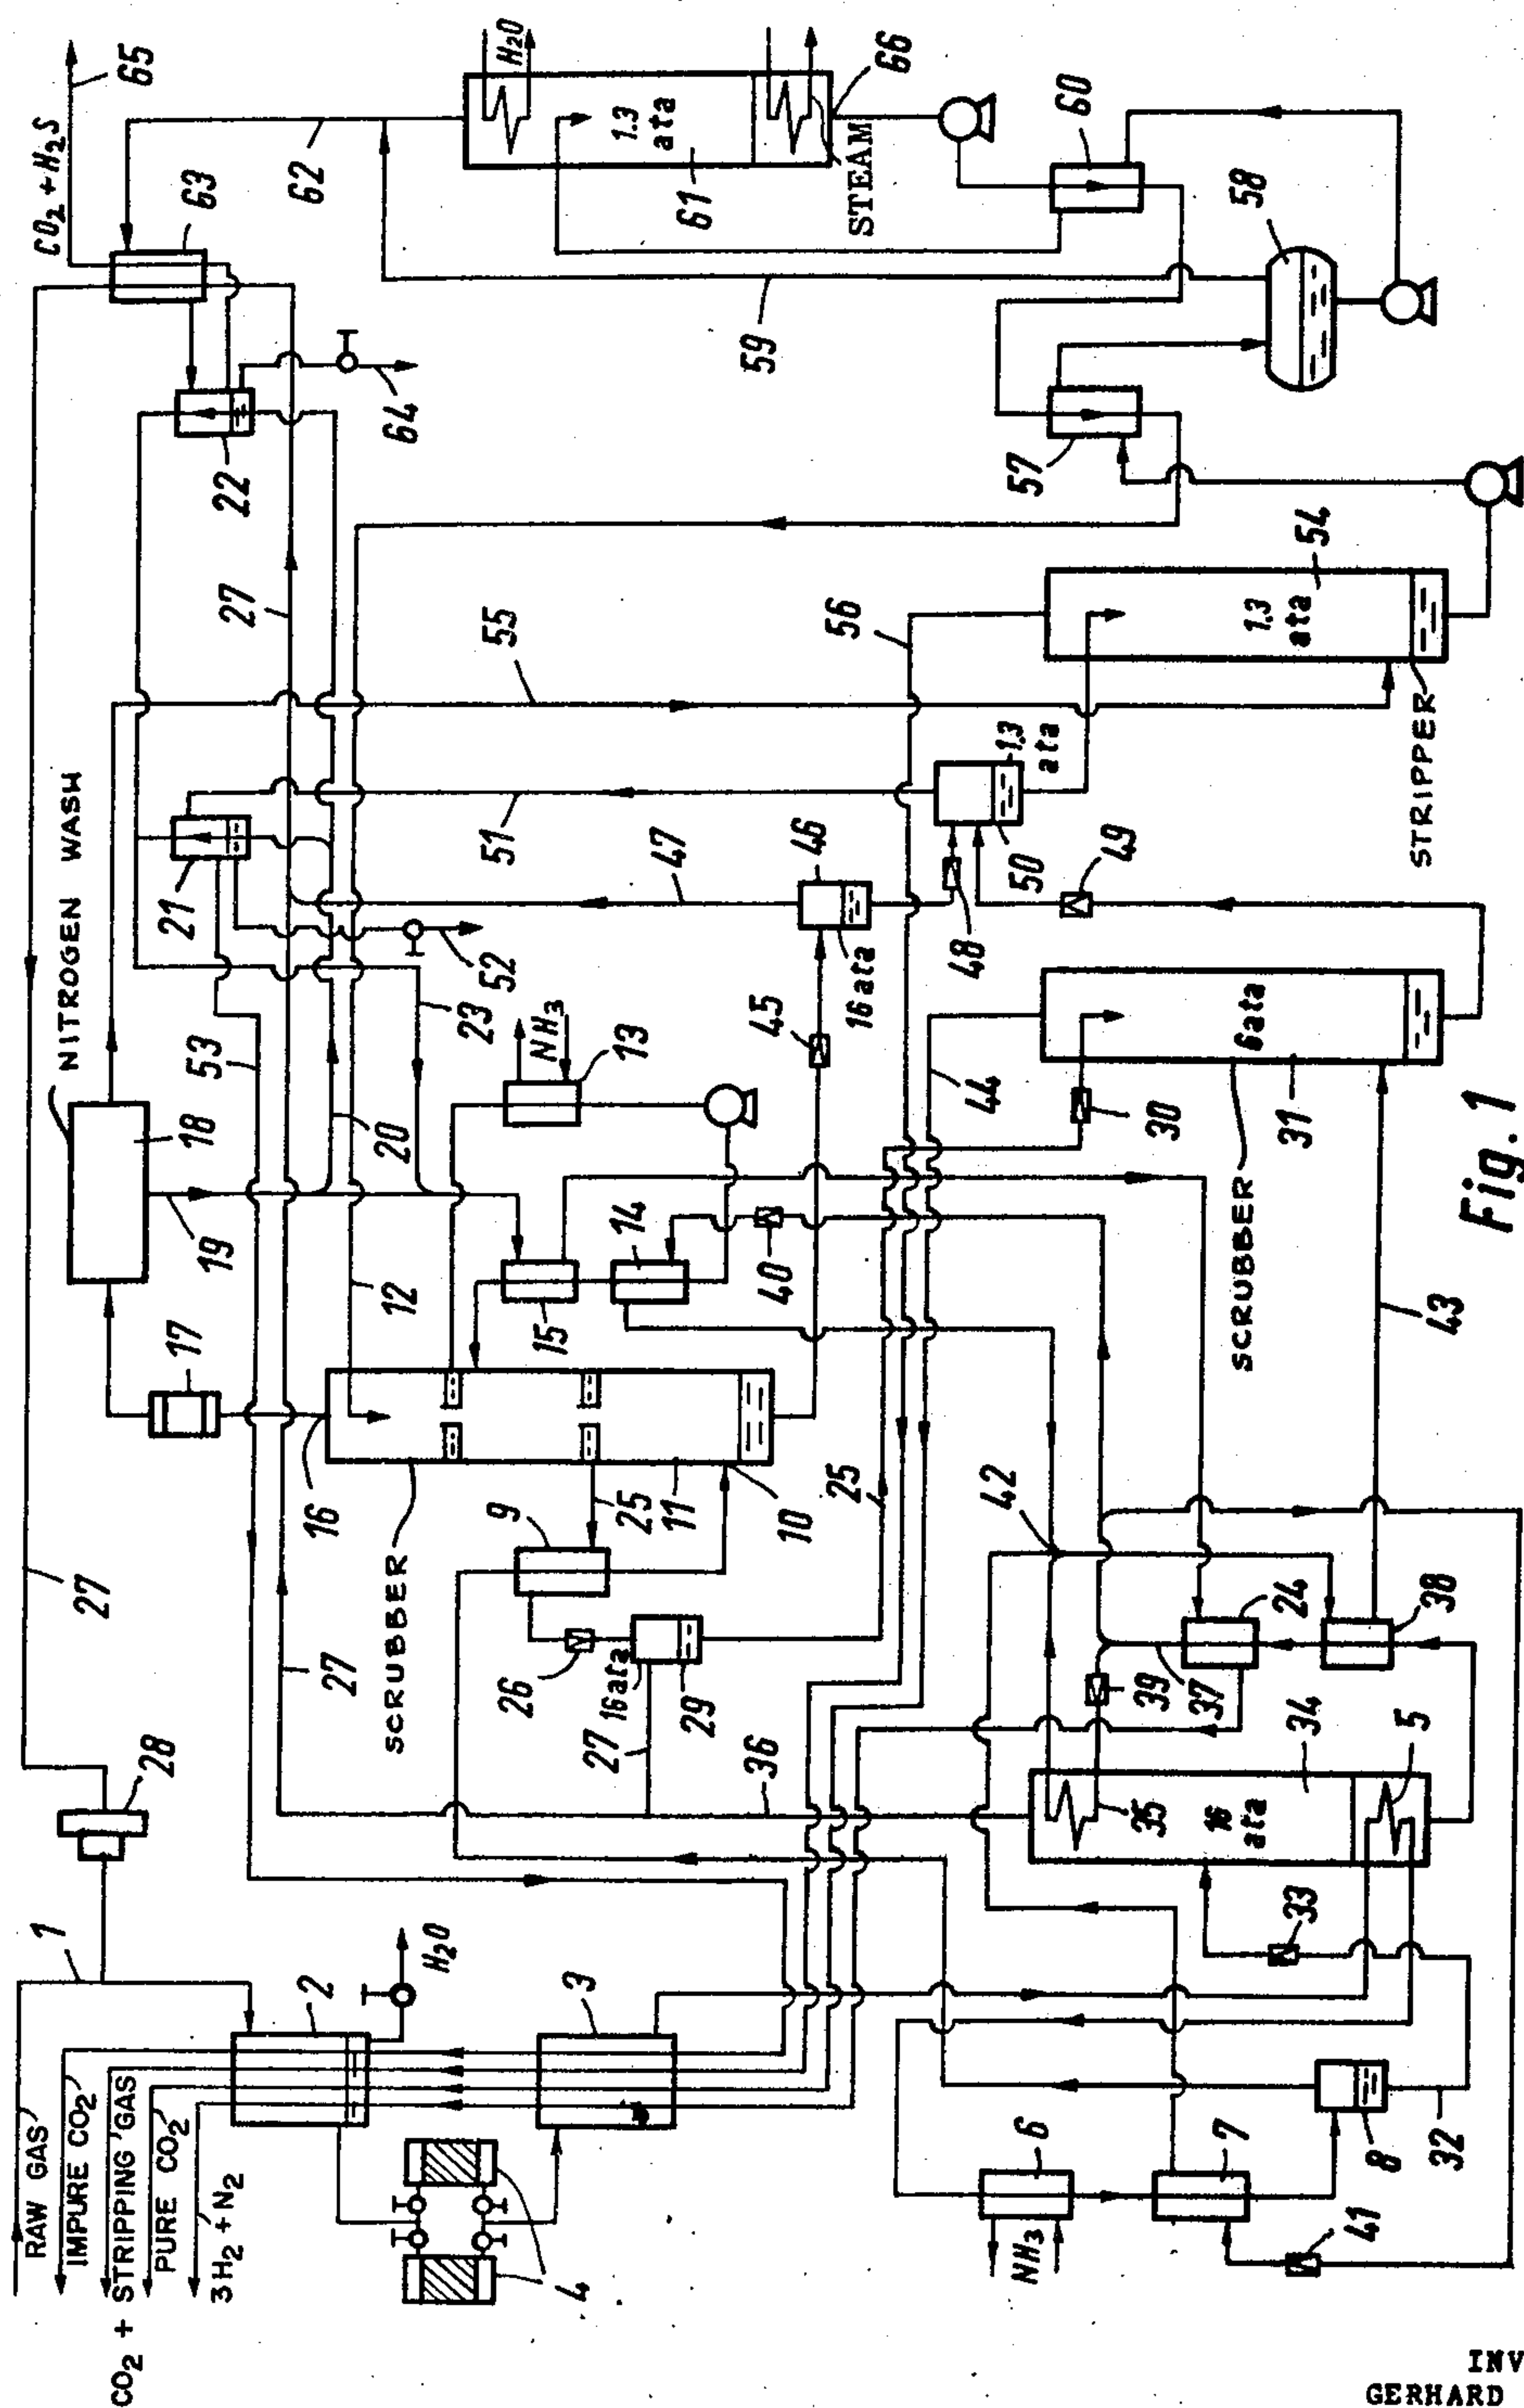 RAW GAS
IMPURE CO2
CO2 + STRIPPING GAS
PURE CO2
3H2 + N2
1
2
H2O
3
4
28
27
27
16
SCRUBBER
9
25
11
10
26
16 ata
29
27
36
6
NH3
7
8
32
41
33
35
16 ata
34
5
39
37
24
38
42
25
43
17
NITROGEN WASH
18
19
53
20
12
15
14
40
23
NH3
13
52
21
45
16 ata
46
47
51
44
30
6 ata
31
SCRUBBER
48
49
50
1.3 ata
STRIPPER
54
1.3 ata
55
56
27
22
64
63
CO2 + H2S
65
62
59
57
58
60
61
1.3 ata
H2O
STEAM
66
Fig. 1
INV
GERHARD